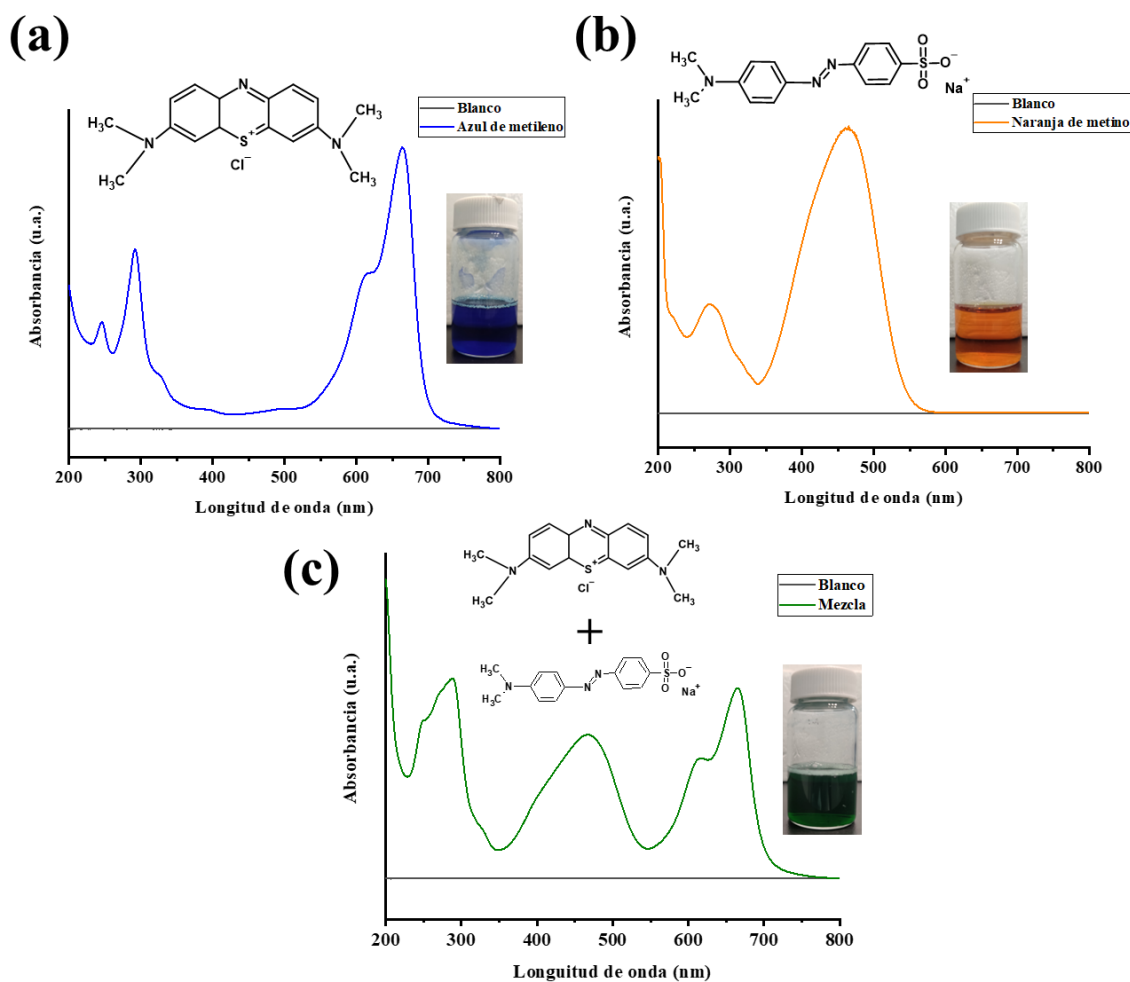 (a)
N
H₃C
N
CH₃
S⁺
N
H₃C
Cl⁻
CH₃
Blanco
Azul de metileno
Absorbancia (u.a.)
200 300 400 500 600 700 800
Longitud de onda (nm)
(b)
H₃C
N
H₃C
N
N
O
S
O
O⁻
Na⁺
Blanco
Naranja de metino
Absorbancia (u.a.)
200 300 400 500 600 700 800
Longitud de onda (nm)
(c)
N
H₃C
N
CH₃
S⁺
N
H₃C
Cl⁻
CH₃
+
H₃C
N
H₃C
N
N
O
S
O
O⁻
Na⁺
Blanco
Mezcla
Absorbancia (u.a.)
200 300 400 500 600 700 800
Longuitud de onda (nm)